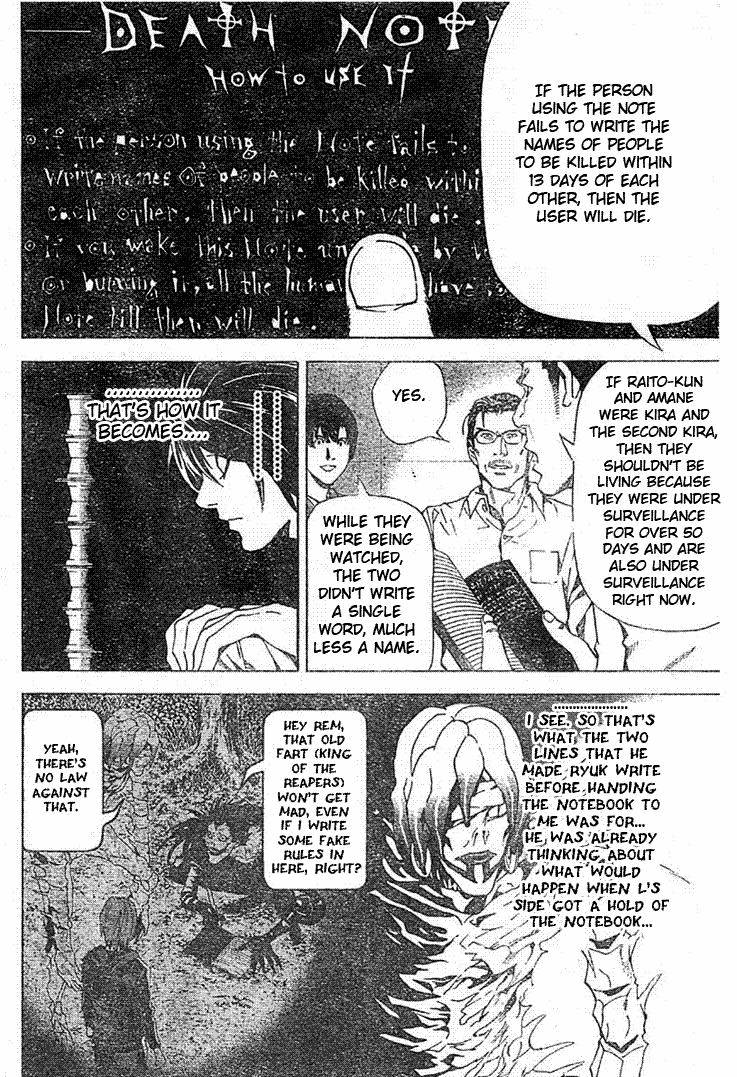 DEATH NOT
HOW TO USE IT
If the person using the Note fails to
write names of people to be killed withi
each other, then the user will die.
If you make this Note un by
or burning it, all the human have to
Note till then will die.
IF THE PERSON
USING THE NOTE
FAILS TO WRITE THE
NAMES OF PEOPLE
TO BE KILLED WITHIN
13 DAYS OF EACH
OTHER, THEN THE
USER WILL DIE.
IF RAITO-KUN
AND AMANE
WERE KIRA AND
THE SECOND KIRA,
THEN THEY
SHOULDN'T BE
LIVING BECAUSE
THEY WERE UNDER
SURVEILLANCE
FOR OVER 50
DAYS AND ARE
ALSO UNDER
SURVEILLANCE
RIGHT NOW.
YES.
WHILE THEY
WERE BEING
WATCHED,
THE TWO
DIDN'T WRITE
A SINGLE
WORD, MUCH
LESS A NAME.
................
THAT'S HOW IT
BECOMES....
....................
I SEE. SO THAT'S
WHAT THE TWO
LINES THAT HE
MADE RYUK WRITE
BEFORE HANDING
THE NOTEBOOK TO
ME WAS FOR...
HE WAS ALREADY
THINKING ABOUT
WHAT WOULD
HAPPEN WHEN L'S
SIDE GOT A HOLD OF
THE NOTEBOOK...
HEY REM,
THAT OLD
FART (KING
OF THE
REAPERS)
WON'T GET
MAD, EVEN
IF I WRITE
SOME FAKE
RULES IN
HERE, RIGHT?
YEAH,
THERE'S
NO LAW
AGAINST
THAT.